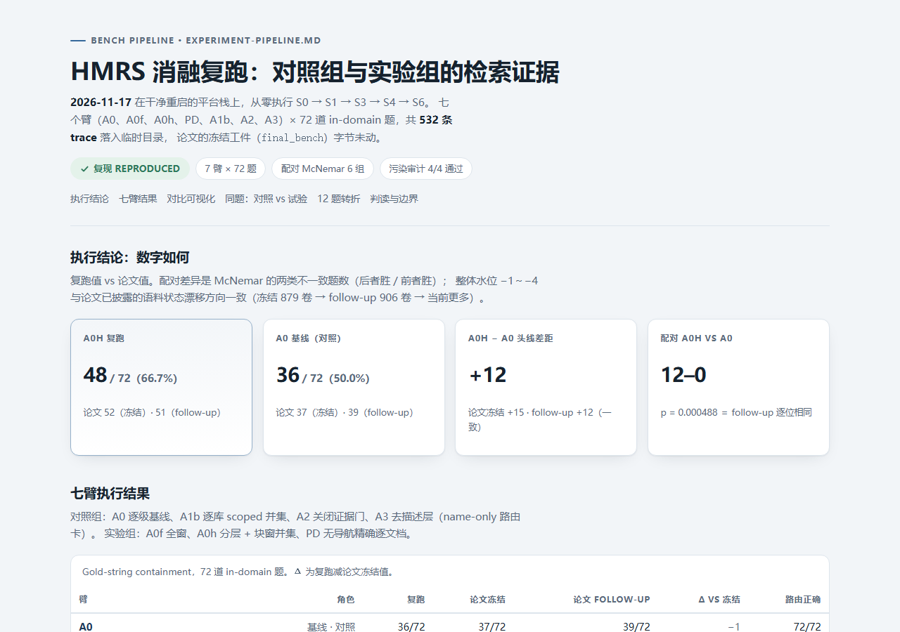 BENCH PIPELINE • EXPERIMENT-PIPELINE.MD
HMRS 消融复跑：对照组与实验组的检索证据
2026-11-17 在干净重启的平台栈上，从零执行 S0 → S1 → S3 → S4 → S6。 七
个臂（A0、A0f、A0h、PD、A1b、A2、A3）× 72 道 in-domain 题，共 532 条
trace 落入临时目录， 论文的冻结工件（final_bench）字节未动。
✓ 复现 REPRODUCED
7 臂 × 72 题
配对 McNemar 6 组
污染审计 4/4 通过
执行结论 七臂结果 对比可视化 同题：对照 vs 试验 12 题转折 判读与边界
执行结论：数字如何
复跑值 vs 论文值。配对差异是 McNemar 的两类不一致题数（后者胜 / 前者胜）； 整体水位 −1 ~ −4
与论文已披露的语料状态漂移方向一致（冻结 879 卷 → follow-up 906 卷 → 当前更多）。
A0H 复跑
48 / 72（66.7%）
论文 52（冻结）· 51（follow-up）
A0 基线（对照）
36 / 72（50.0%）
论文 37（冻结）· 39（follow-up）
A0H − A0 头线差距
+12
论文冻结 +15 · follow-up +12（一
致）
配对 A0H VS A0
12–0
p = 0.000488 = follow-up 逐位相同
七臂执行结果
对照组：A0 逐级基线、A1b 逐库 scoped 并集、A2 关闭证据门、A3 去描述层（name-only 路由
卡）。 实验组：A0f 全窗、A0h 分层 + 块窗并集、PD 无导航精确逐文档。
Gold-string containment，72 道 in-domain 题。Δ 为复跑减论文冻结值。
臂 角色 复跑 论文冻结 论文 FOLLOW-UP Δ VS 冻结 路由正确
A0 基线 · 对照 36/72 37/72 39/72 −1 72/72